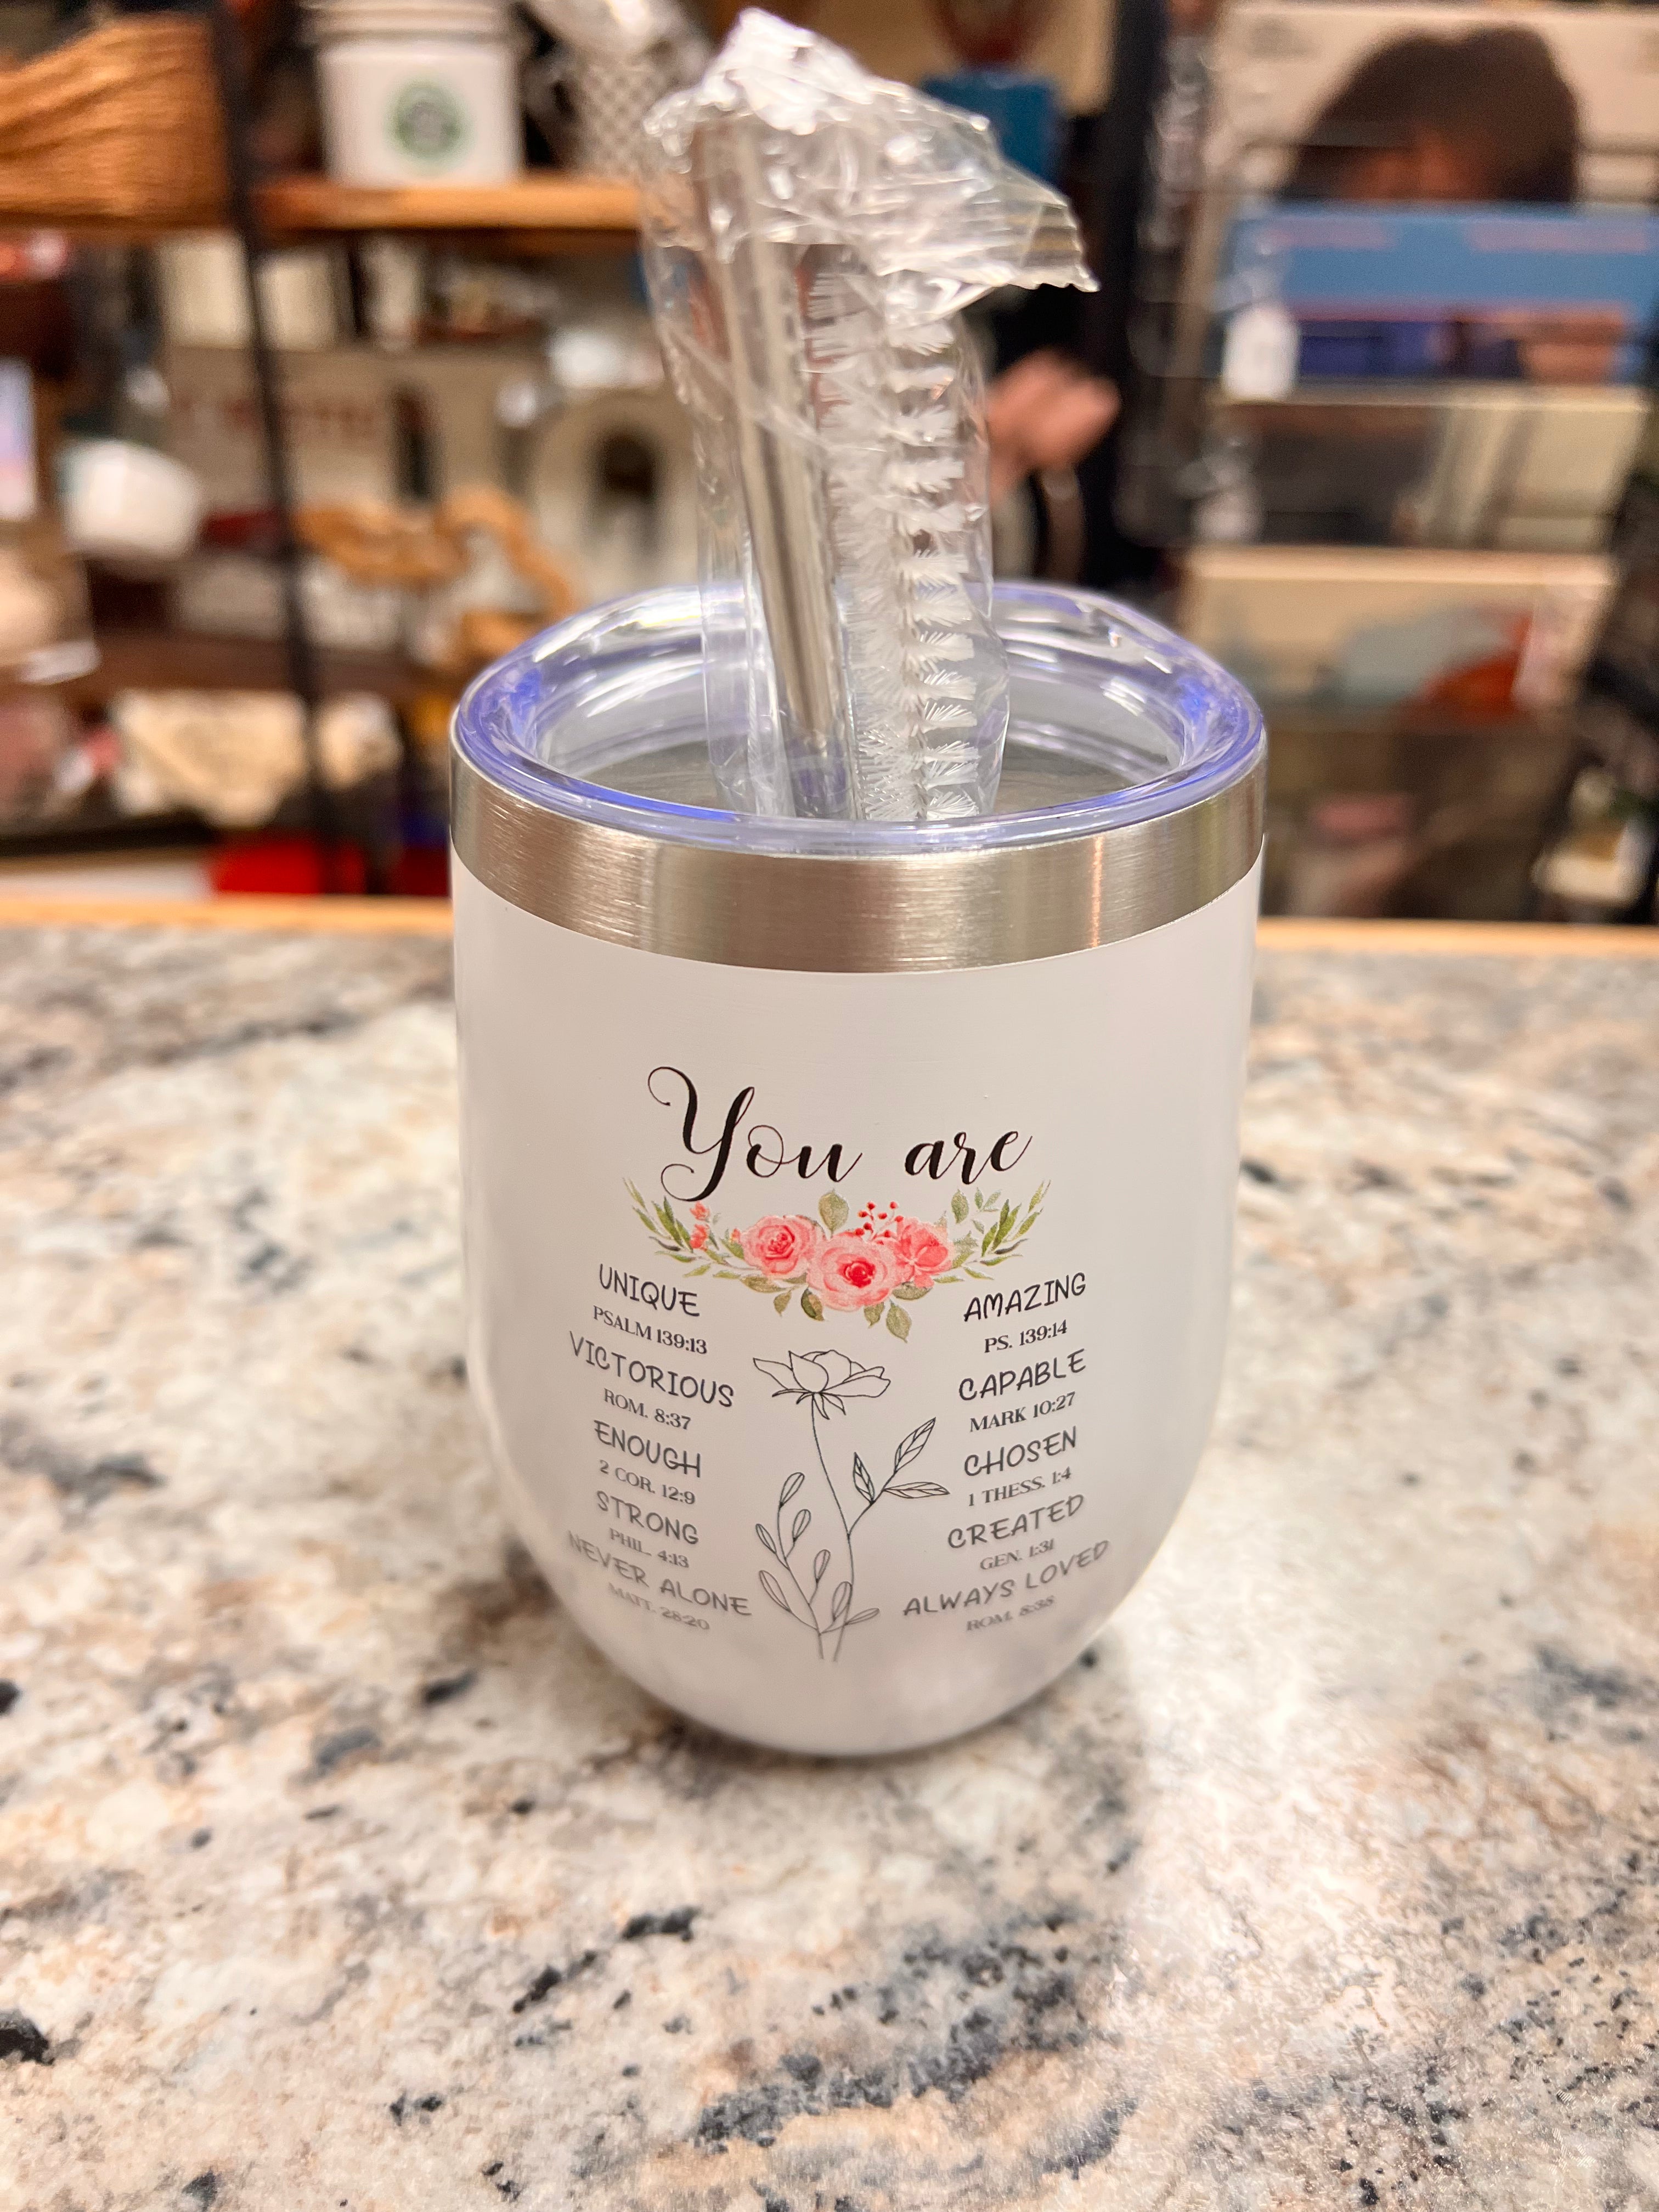 You are
UNIQUE
PSALM 139:13
VICTORIOUS
ROM. 8:37
ENOUGH
2 COR. 12:9
STRONG
PHIL. 4:13
NEVER ALONE
MATT. 28:20
AMAZING
PS. 139:14
CAPABLE
MARK 10:27
CHOSEN
1 THESS. 1:4
CREATED
GEN. 1:31
ALWAYS LOVED
ROM. 8:38